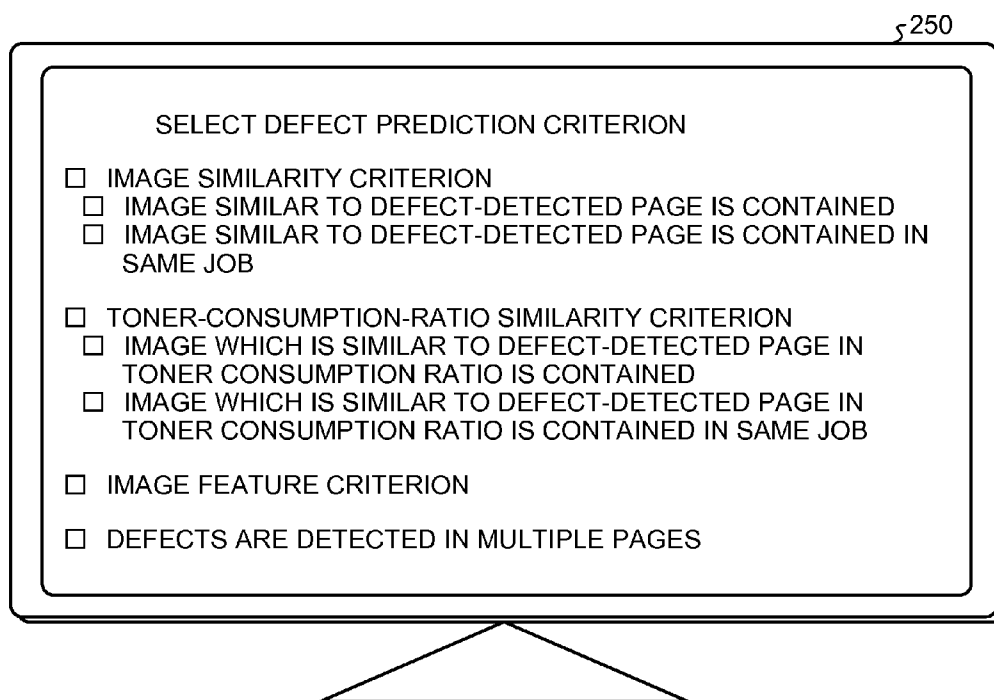 250
SELECT DEFECT PREDICTION CRITERION
☐ IMAGE SIMILARITY CRITERION
☐ IMAGE SIMILAR TO DEFECT-DETECTED PAGE IS CONTAINED
☐ IMAGE SIMILAR TO DEFECT-DETECTED PAGE IS CONTAINED IN
SAME JOB
☐ TONER-CONSUMPTION-RATIO SIMILARITY CRITERION
☐ IMAGE WHICH IS SIMILAR TO DEFECT-DETECTED PAGE IN
TONER CONSUMPTION RATIO IS CONTAINED
☐ IMAGE WHICH IS SIMILAR TO DEFECT-DETECTED PAGE IN
TONER CONSUMPTION RATIO IS CONTAINED IN SAME JOB
☐ IMAGE FEATURE CRITERION
☐ DEFECTS ARE DETECTED IN MULTIPLE PAGES